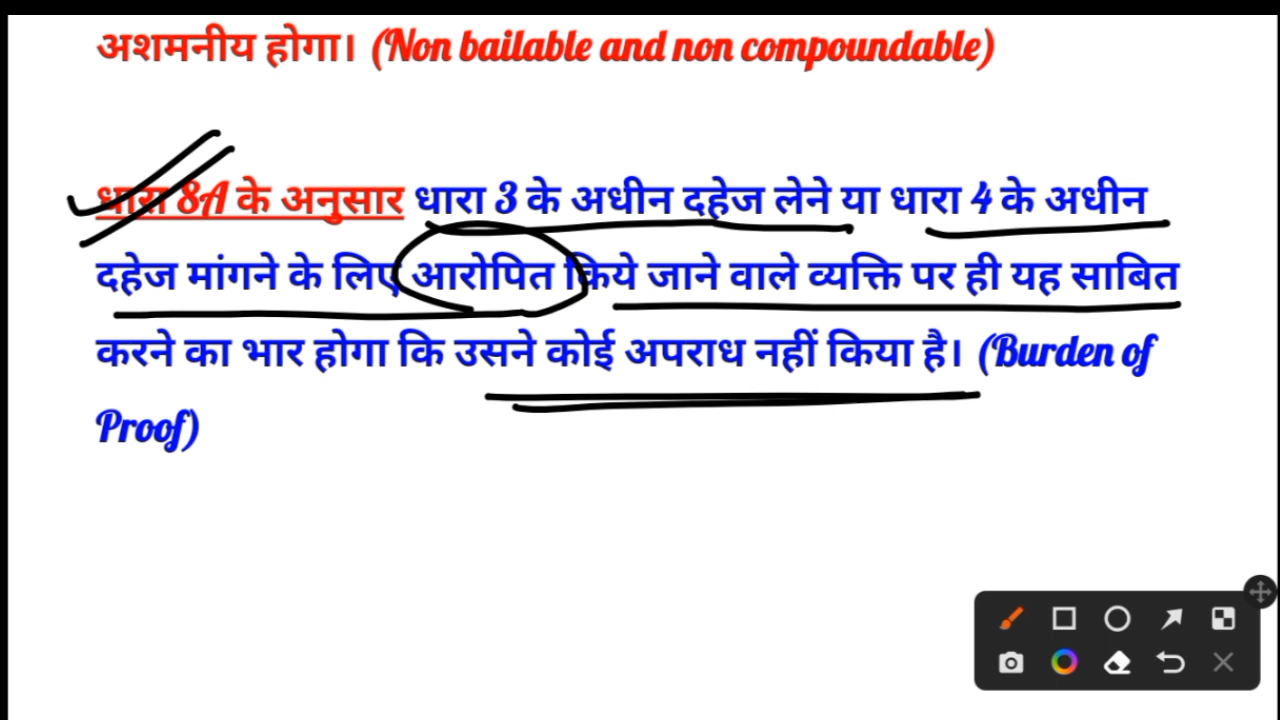 अशमनीय होगा। (Non bailable and non compoundable)
धारा 8A के अनुसार धारा 3 के अधीन दहेज लेने या धारा 4 के अधीन
दहेज मांगने के लिए आरोपित किये जाने वाले व्यक्ति पर ही यह साबित
करने का भार होगा कि उसने कोई अपराध नहीं किया है। (Burden of
Proof)